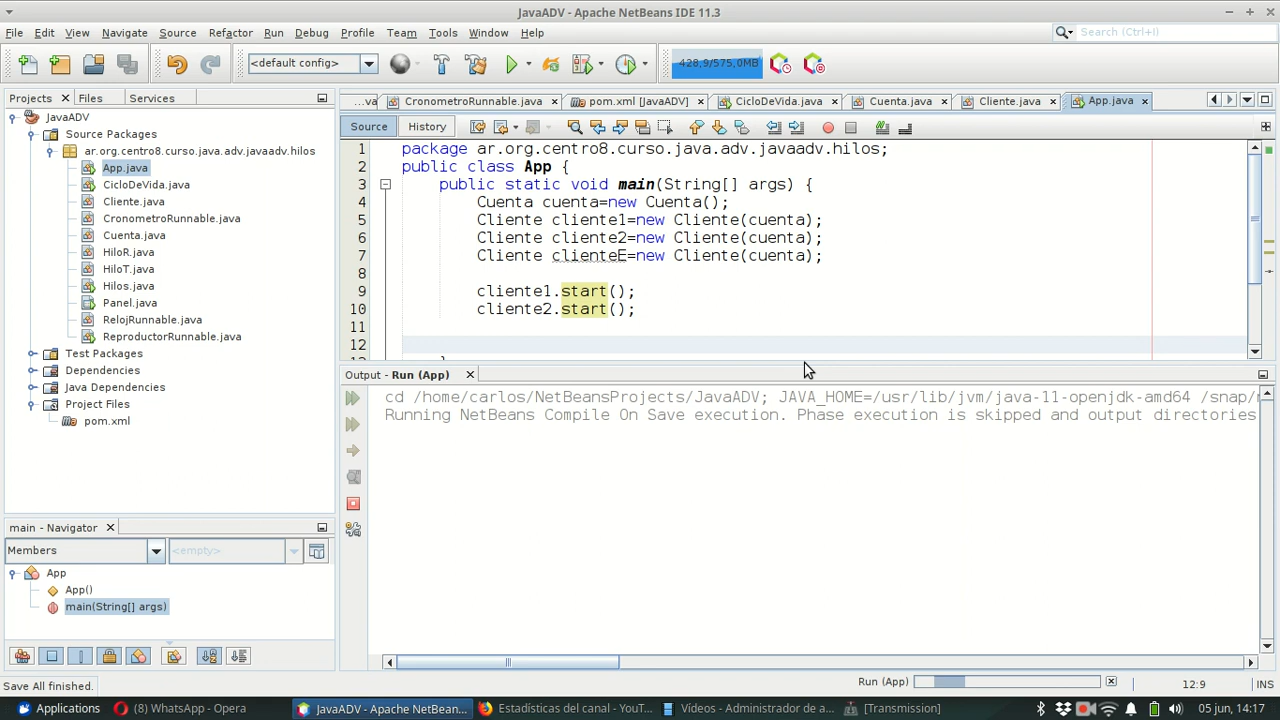 JavaADV - Apache NetBeans IDE 11.3
File Edit View Navigate Source Refactor Run Debug Profile Team Tools Window Help
Search (Ctrl+I)
<default config>
428,9/575,0MB
Projects Files Services
...va CronometroRunnable.java pom.xml [JavaADV] CicloDeVida.java Cuenta.java Cliente.java App.java
Source History
JavaADV
Source Packages
ar.org.centro8.curso.java.adv.javaadv.hilos
App.java
CicloDeVida.java
Cliente.java
CronometroRunnable.java
Cuenta.java
HiloR.java
HiloT.java
Hilos.java
Panel.java
RelojRunnable.java
ReproductorRunnable.java
Test Packages
Dependencies
Java Dependencies
Project Files
pom.xml
1 package ar.org.centro8.curso.java.adv.javaadv.hilos;
2 public class App {
3 public static void main(String[] args) {
4 Cuenta cuenta=new Cuenta();
5 Cliente cliente1=new Cliente(cuenta);
6 Cliente cliente2=new Cliente(cuenta);
7 Cliente clienteE=new Cliente(cuenta);
8
9 cliente1.start();
10 cliente2.start();
11
12
Output - Run (App)
cd /home/carlos/NetBeansProjects/JavaADV; JAVA_HOME=/usr/lib/jvm/java-11-openjdk-amd64 /snap/
Running NetBeans Compile On Save execution. Phase execution is skipped and output directories
main - Navigator
Members
<empty>
App
App()
main(String[] args)
Save All finished.
Run (App)
12:9
INS
Applications
(8) WhatsApp - Opera
JavaADV - Apache NetBean...
Estadísticas del canal - YouT...
Vídeos - Administrador de a...
[Transmission]
05 jun, 14:17